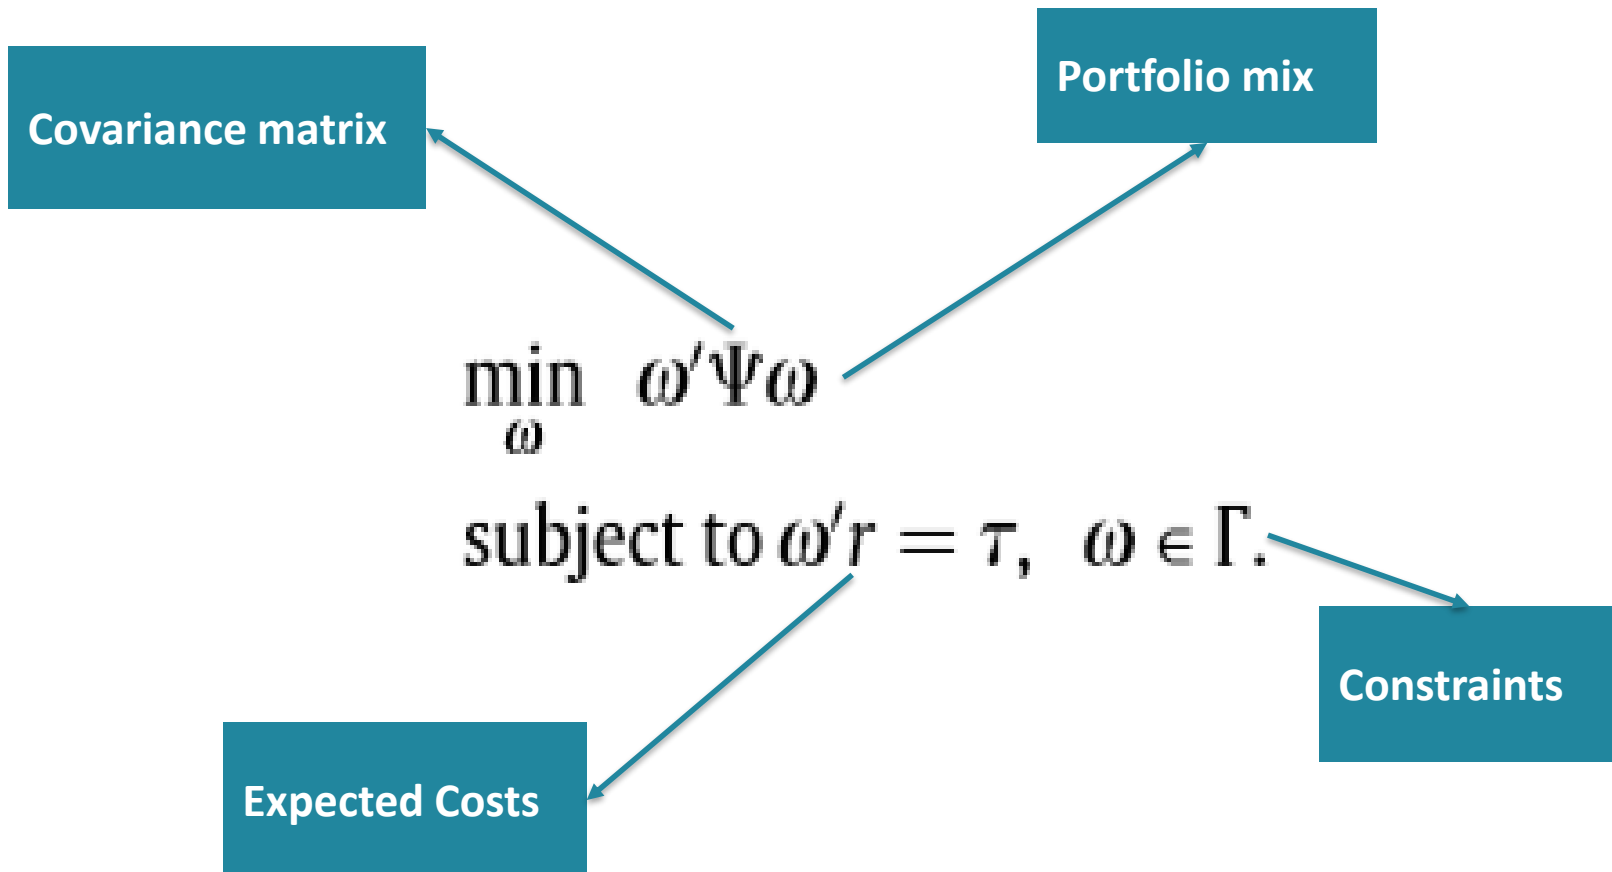 Portfolio mix
Covariance matrix
min ω′Ψω
ω
subject to ω′r = τ, ω ∈ Γ.
Constraints
Expected Costs